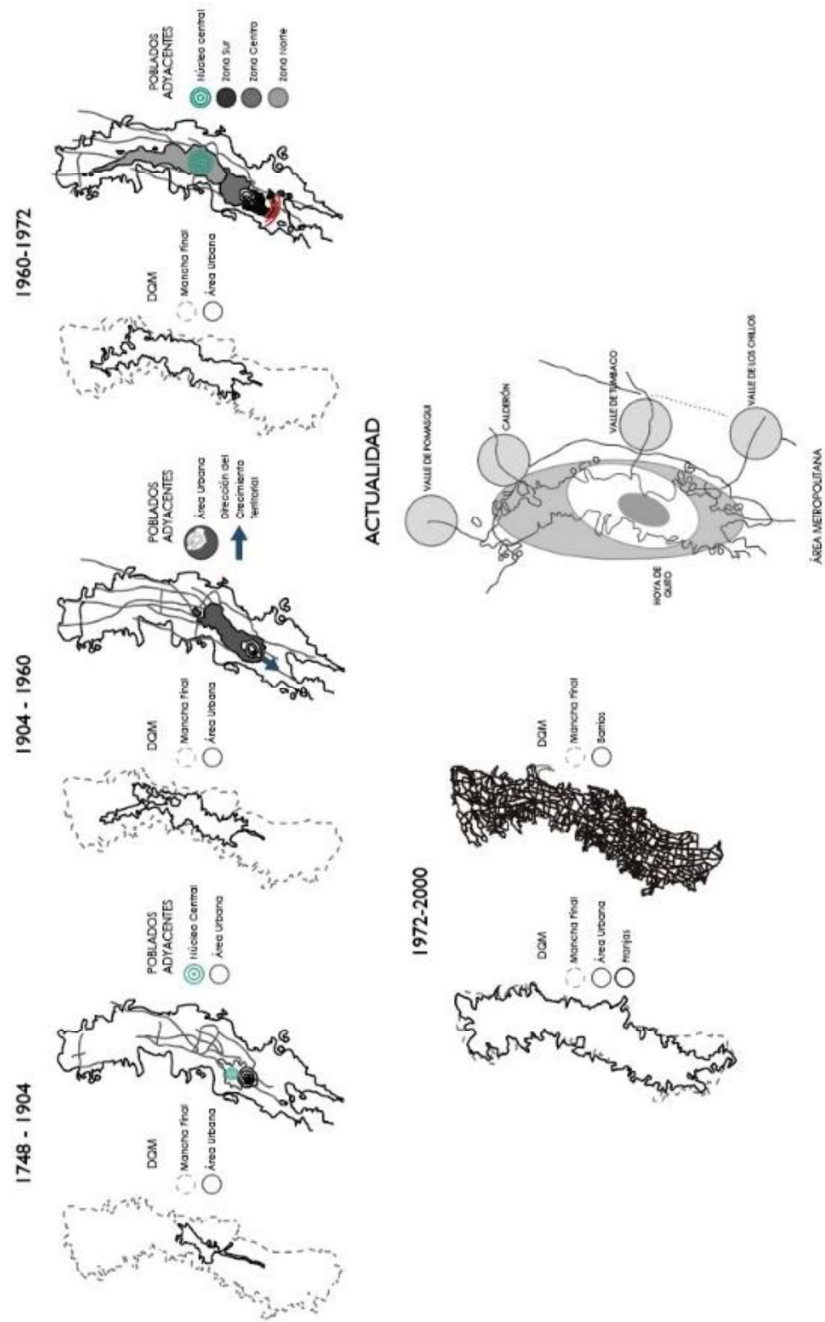 1748 - 1904
DQM
Mancha Final
Área Urbana
POBLADOS
ADYACENTES
Núcleo Central
Área Urbana
1904 - 1960
DQM
Mancha Final
Área Urbana
POBLADOS
ADYACENTES
Área Urbana
Dirección del
Crecimiento
Territorial
1960-1972
DQM
Mancha Final
Área Urbana
POBLADOS
ADYACENTES
Núcleo central
Zona Sur
Zona Centro
Zona Norte
1972-2000
DQM
Mancha Final
Área Urbana
Franjas
DQM
Mancha Final
Barrios
ACTUALIDAD
VALLE DE POMASQUI
CALDERÓN
VALLE DE TUMBACO
VALLE DE LOS CHILLOS
HOYA DE
QUITO
ÁREA METROPOLITANA